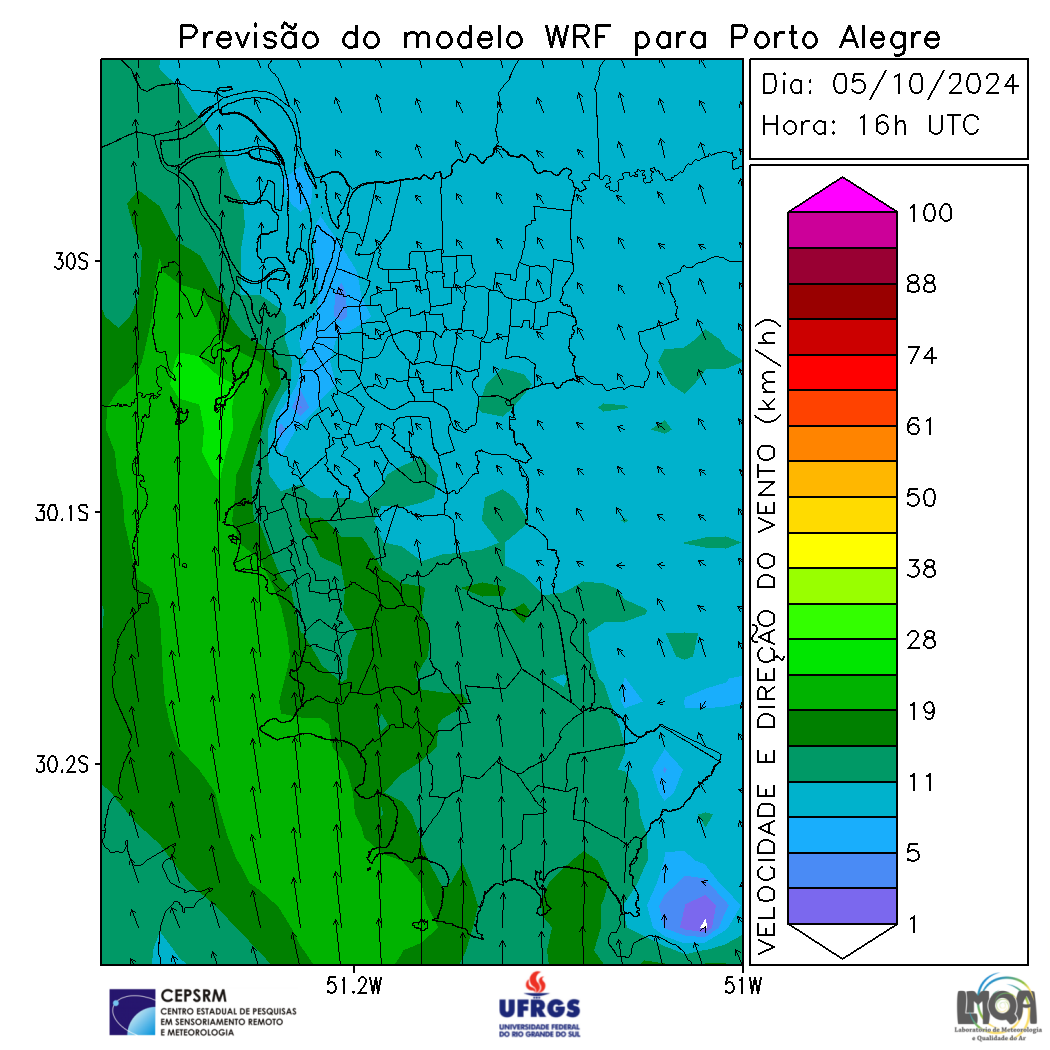 Previsão do modelo WRF para Porto Alegre
Dia: 05/10/2024
Hora: 16h UTC
30S
30.1S
30.2S
51.2W
51W
VELOCIDADE E DIREÇÃO DO VENTO (km/h)
100
88
74
61
50
38
28
19
11
5
1
CEPSRM
CENTRO ESTADUAL DE PESQUISAS
EM SENSORIAMENTO REMOTO
E METEOROLOGIA
UFRGS
UNIVERSIDADE FEDERAL
DO RIO GRANDE DO SUL
LMQA
Laboratório de Meteorologia
e Qualidade do Ar